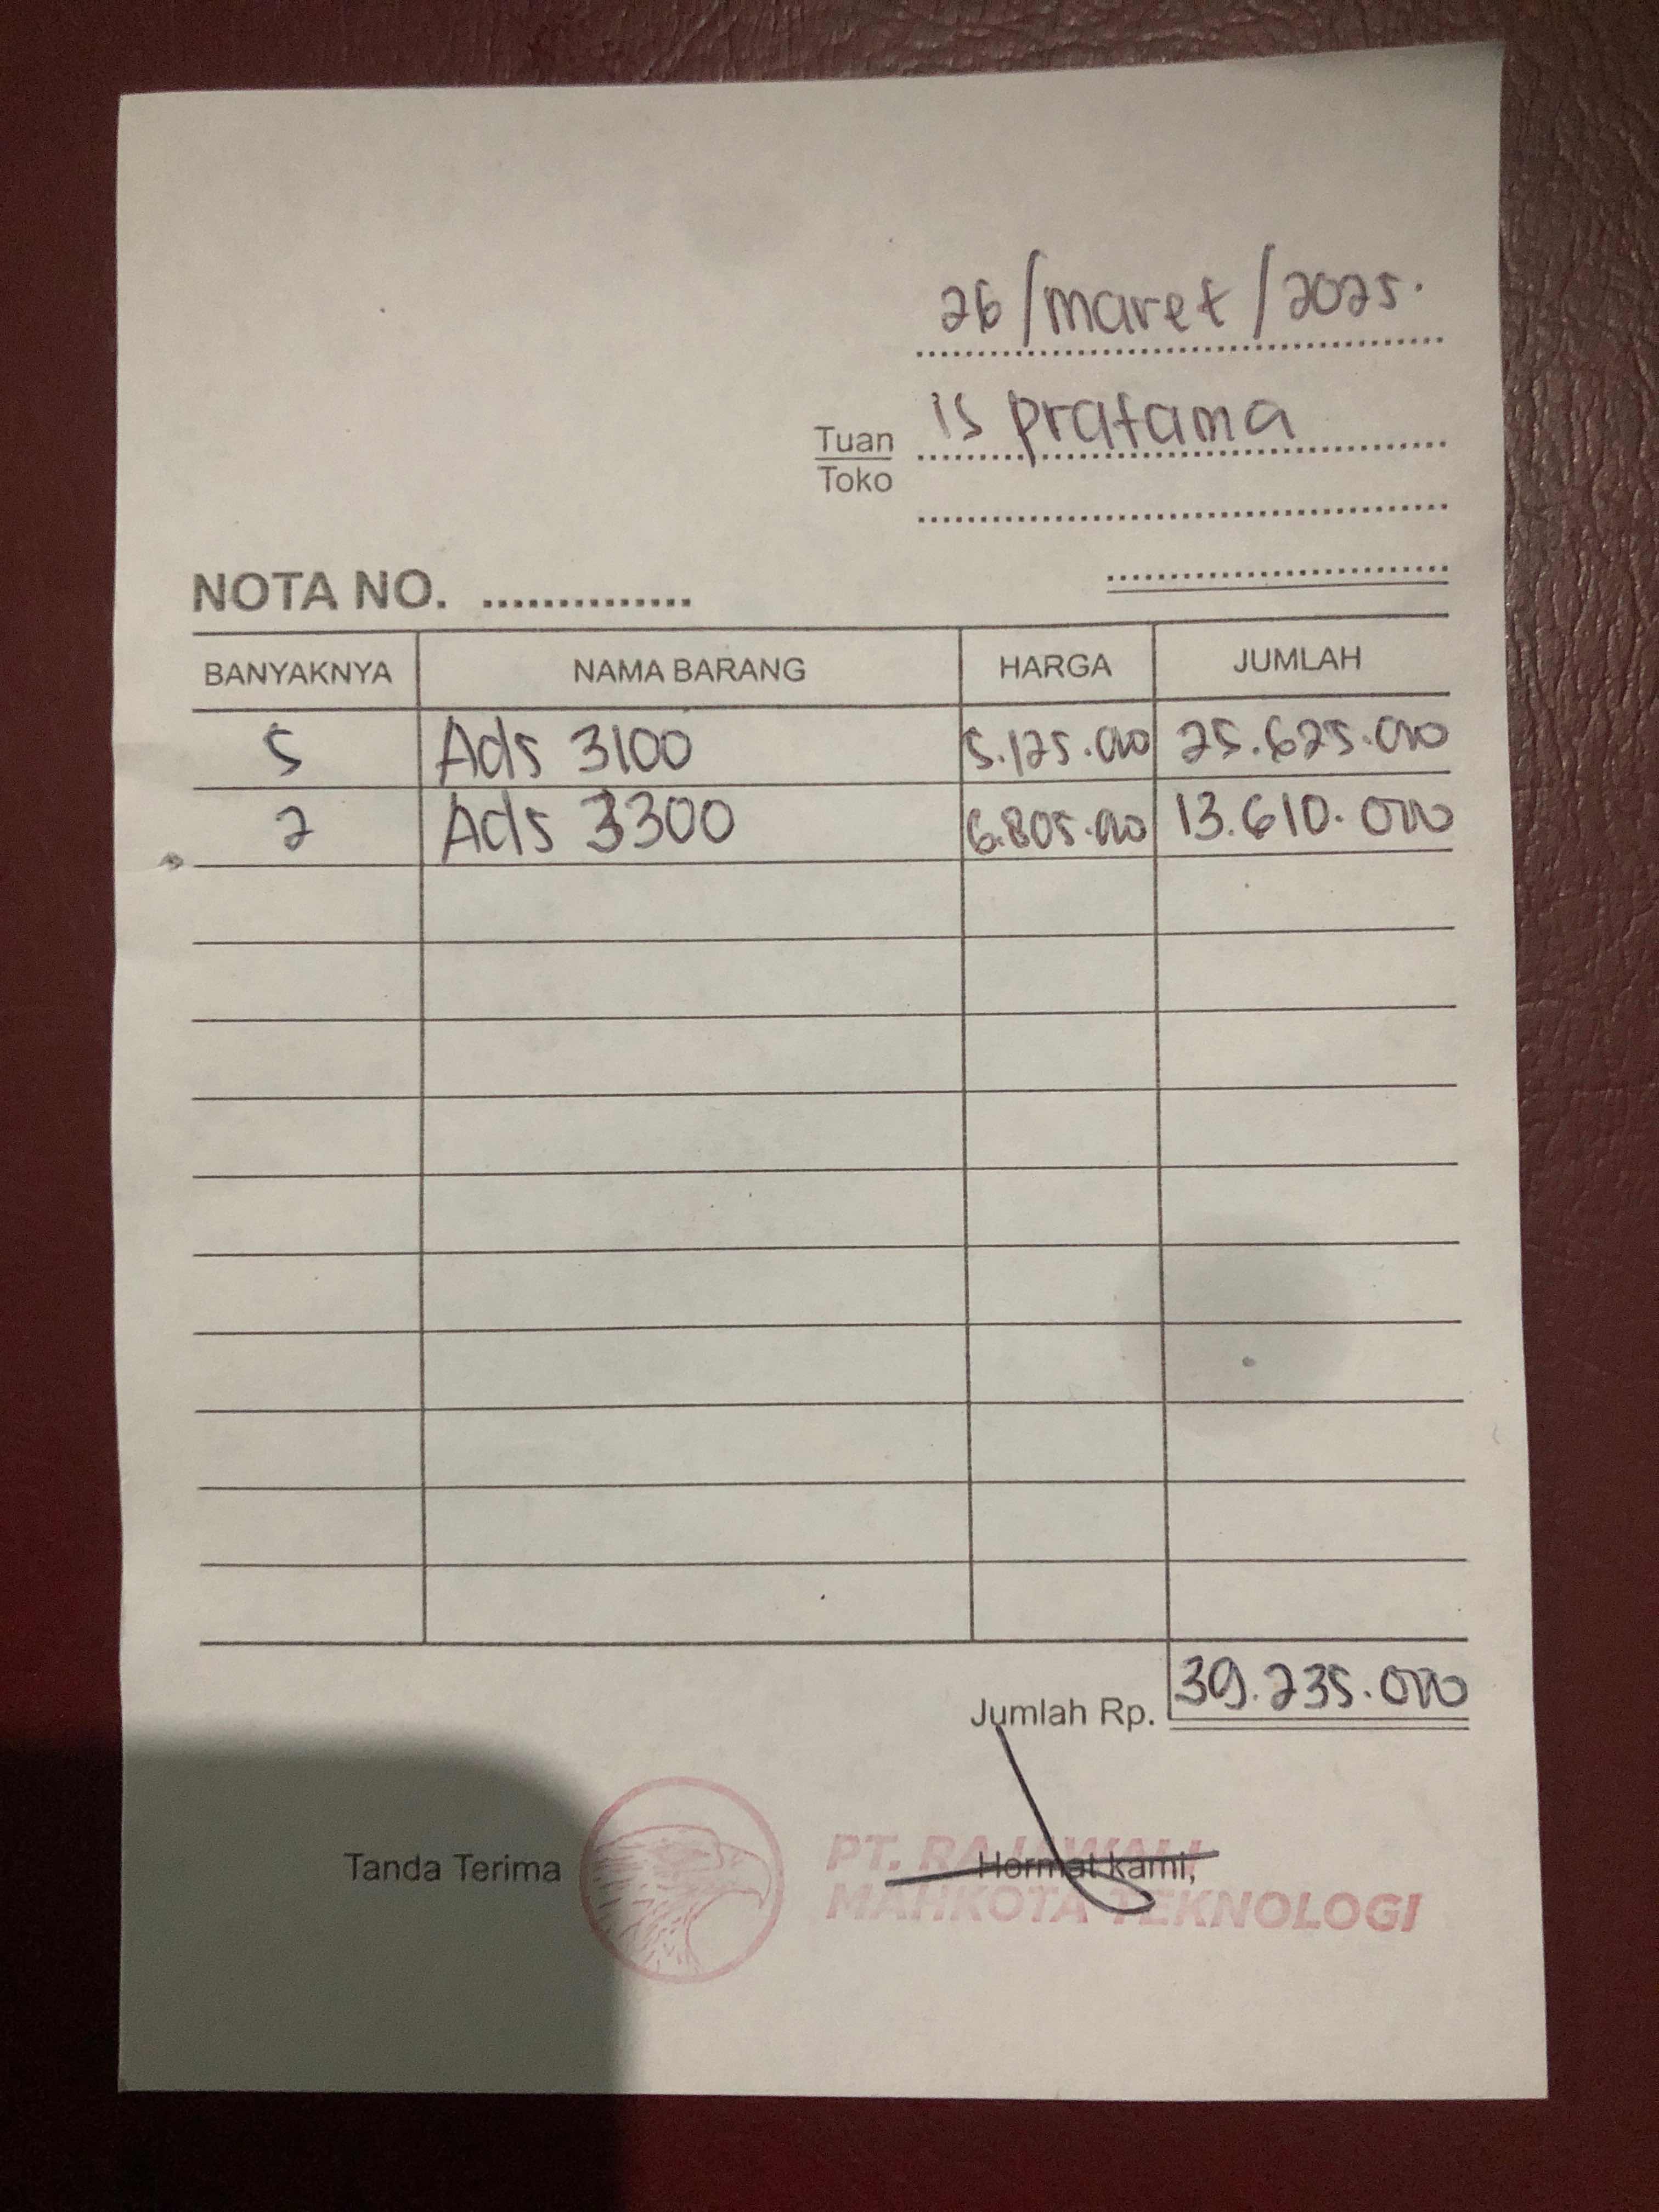 26/maret/2025.
Tuan is pratama
Toko
NOTA NO. ..............
BANYAKNYA NAMA BARANG HARGA JUMLAH
5 Ads 3100 5.125.000 25.625.000
2 Ads 3300 6.805.000 13.610.000
Jumlah Rp. 39.235.000
Tanda Terima Hormat kami,
PT. RAJAWALI
MAHKOTA TEKNOLOGI